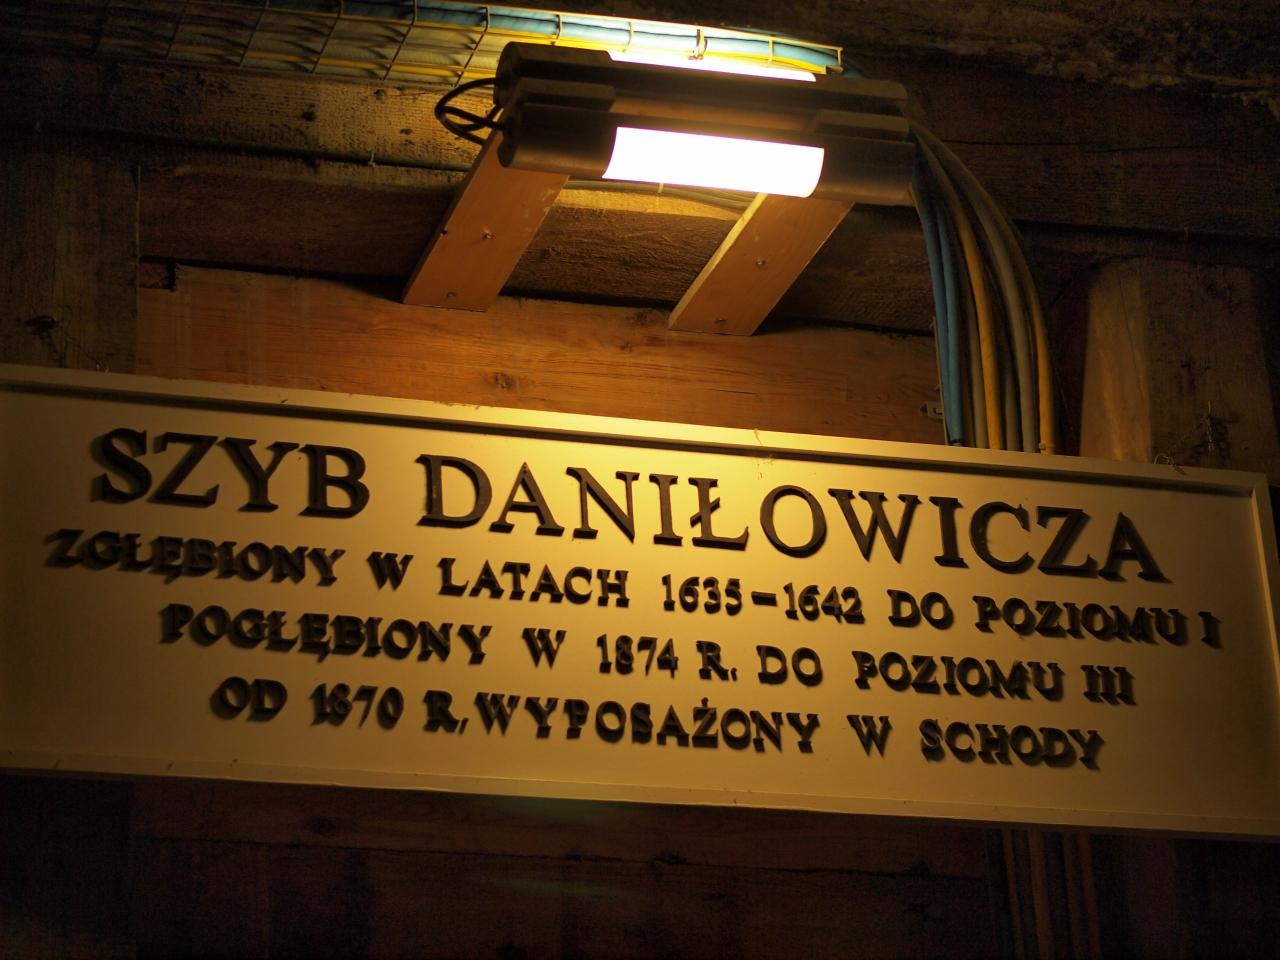 SZYB DANIŁOWICZA
ZGŁĘBIONY W LATACH 1635-1642 DO POZIOMU I
POGŁĘBIONY W 1874 R. DO POZIOMU III
OD 1870 R. WYPOSAŻONY W SCHODY